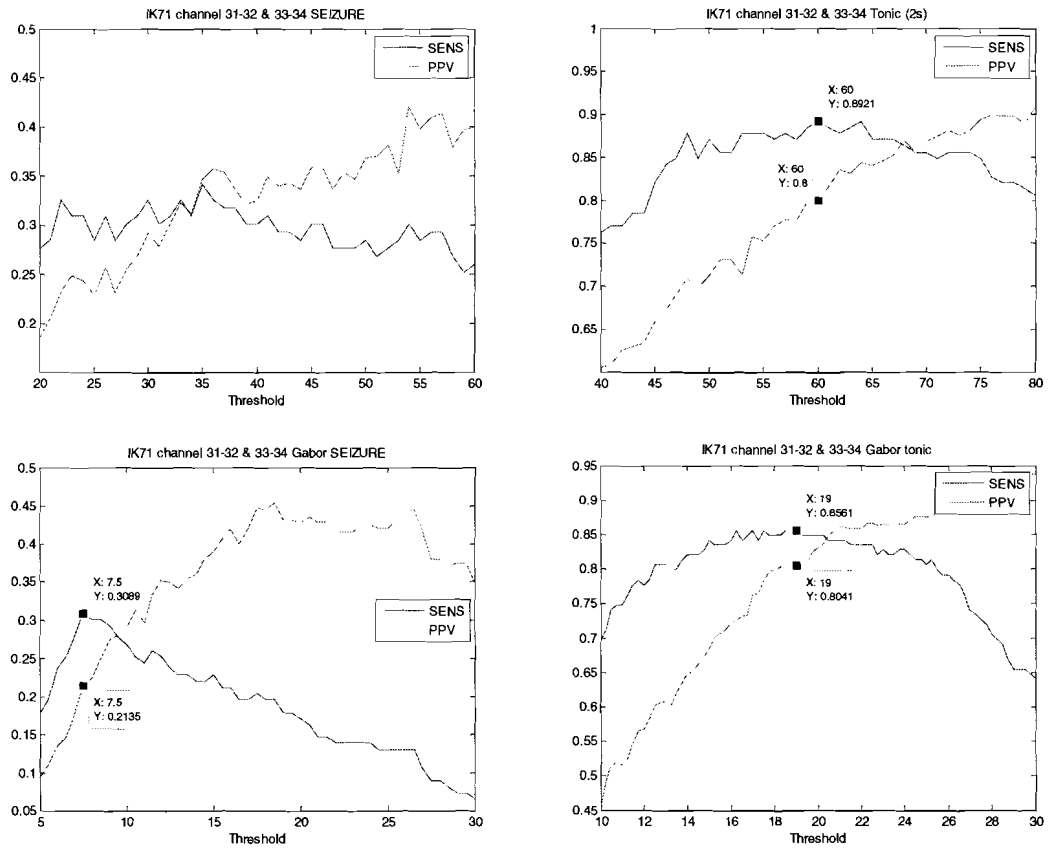 IK71 channel 31-32 & 33-34 SEIZURE
0.5
0.45
0.4
0.35
0.3
0.25
0.2
20 25 30 35 40 45 50 55 60
Threshold
SENS
PPV
IK71 channel 31-32 & 33-34 Tonic (2s)
1
0.95
0.9
0.85
0.8
0.75
0.7
0.65
40 45 50 55 60 65 70 75 80
Threshold
SENS
PPV
X: 60
Y: 0.8921
X: 60
Y: 0.8
IK71 channel 31-32 & 33-34 Gabor SEIZURE
0.5
0.45
0.4
0.35
0.3
0.25
0.2
0.15
0.1
0.05
5 10 15 20 25 30
Threshold
SENS
PPV
X: 7.5
Y: 0.3089
X: 7.5
Y: 0.2135
IK71 channel 31-32 & 33-34 Gabor tonic
0.95
0.9
0.85
0.8
0.75
0.7
0.65
0.6
0.55
0.5
0.45
10 12 14 16 18 20 22 24 26 28 30
Threshold
SENS
PPV
X: 19
Y: 0.8561
X: 19
Y: 0.8041